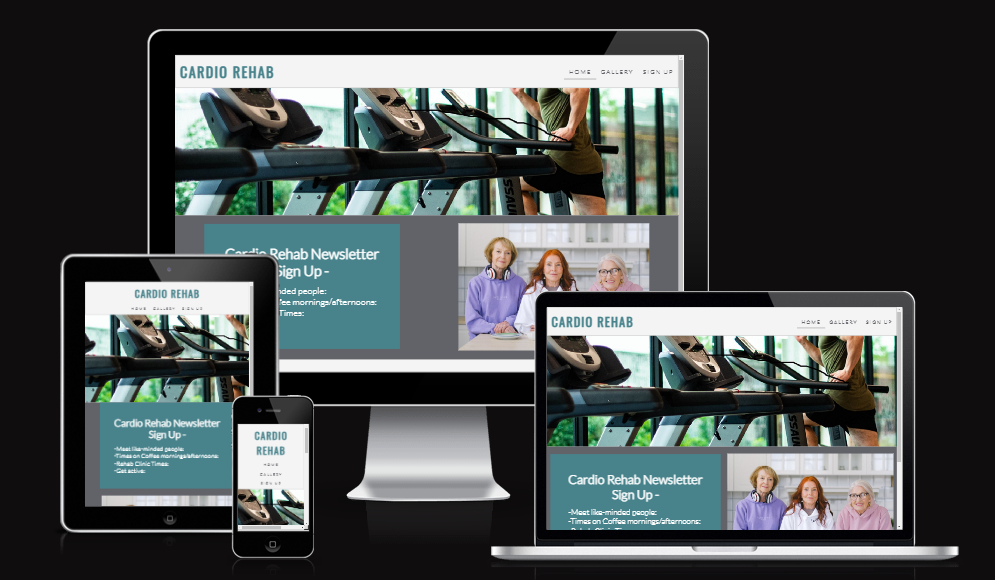 CARDIO REHAB
HOME GALLERY SIGN UP
Cardio Rehab Newsletter
Sign Up -
nded people:
fee mornings/afternoons:
Times:
CARDIO REHAB
HOME GALLERY SIGN UP
Cardio Rehab Newsletter
Sign Up -
-Meet like-minded people:
-Times on Coffee mornings/afternoons:
-Rehab Clinic Times:
-Get active:
CARDIO
REHAB
HOME
GALLERY
SIGN UP
CARDIO REHAB
HOME GALLERY SIGN UP
Cardio Rehab Newsletter
Sign Up -
-Meet like-minded people:
-Times on Coffee mornings/afternoons: